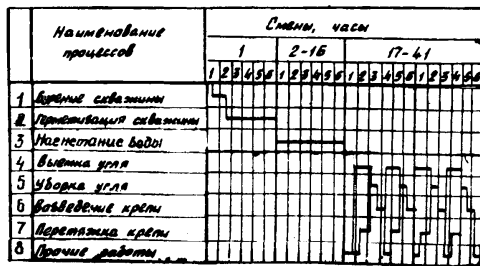 Наименование
процессов
Смены, часы
1 2-16 17-41
1 2 3 4 5 6 1 2 3 4 5 6 1 2 3 4 5 6 1 2 3 4 5 6
1 Бурение скважины
2 Герметизация скважины
3 Нагнетание воды
4 Выемка угля
5 Уборка угля
6 Возведение крепи
7 Перетяжка крепи
8 Прочие работы